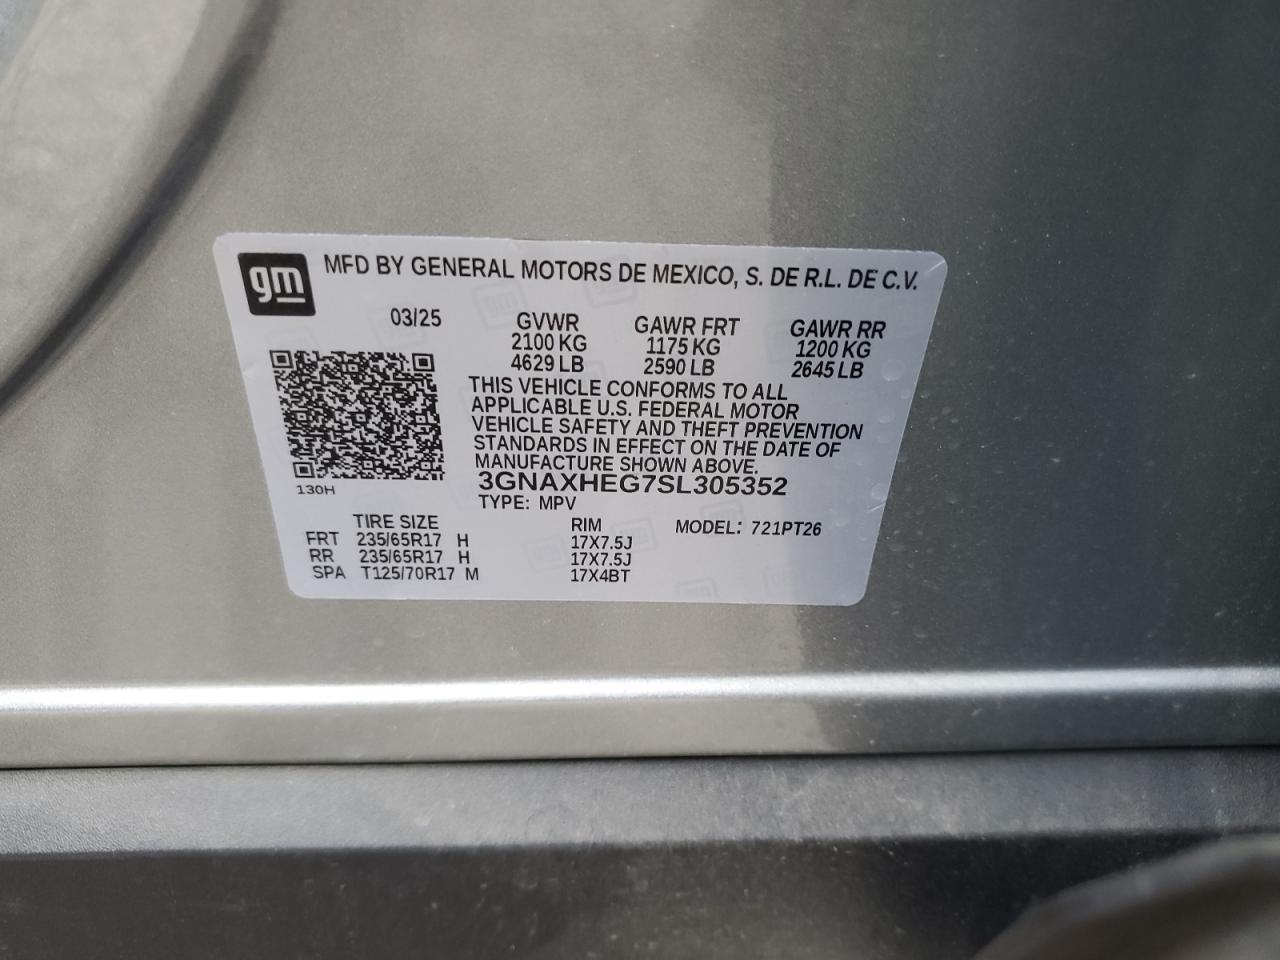 gm
MFD BY GENERAL MOTORS DE MEXICO, S. DE R.L. DE C.V.
03/25 GVWR GAWR FRT GAWR RR
2100 KG 1175 KG 1200 KG
4629 LB 2590 LB 2645 LB
THIS VEHICLE CONFORMS TO ALL
APPLICABLE U.S. FEDERAL MOTOR
VEHICLE SAFETY AND THEFT PREVENTION
STANDARDS IN EFFECT ON THE DATE OF
MANUFACTURE SHOWN ABOVE.
3GNAXHEG7SL305352
130H
TYPE: MPV
TIRE SIZE RIM MODEL: 721PT26
FRT 235/65R17 H 17X7.5J
RR 235/65R17 H 17X7.5J
SPA T125/70R17 M 17X4BT